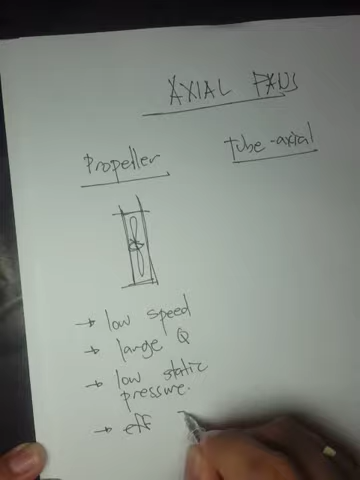 AXIAL FANS
Propeller
tube-axial
→ low speed
→ large Q
→ low static
pressure.
→ eff